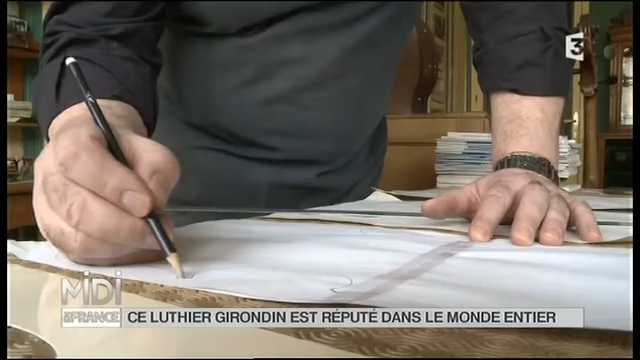 3
MiDi
EN FRANCE
CE LUTHIER GIRONDIN EST RÉPUTÉ DANS LE MONDE ENTIER